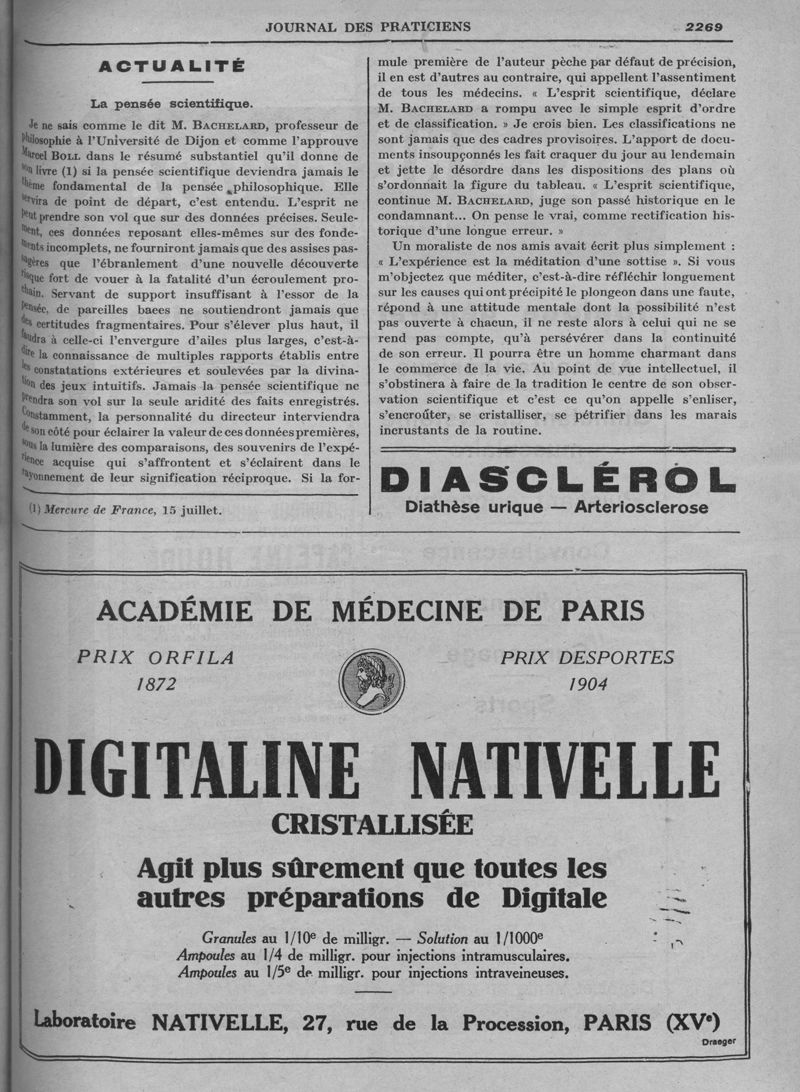 JOURNAL DES PRATICIENS 2269
ACTUALITÉ
La pensée scientifique.
Je ne sais comme le dit M. BACHELARD, professeur de
philosophie à l'Université de Dijon et comme l'approuve
Marcel BOLL dans le résumé substantiel qu'il donne de
son livre (1) si la pensée scientifique deviendra jamais le
thème fondamental de la pensée philosophique. Elle
servira de point de départ, c'est entendu. L'esprit ne
peut prendre son vol que sur des données précises. Seule-
ment, ces données reposant elles-mêmes sur des fonde-
ments incomplets, ne fourniront jamais que des assises pas-
sagères que l'ébranlement d'une nouvelle découverte
risque fort de vouer à la fatalité d'un écroulement pro-
chain. Servant de support insuffisant à l'essor de la
pensée, de pareilles baees ne soutiendront jamais que
des certitudes fragmentaires. Pour s'élever plus haut, il
faudra à celle-ci l'envergure d'ailes plus larges, c'est-à-
dire la connaissance de multiples rapports établis entre
les constatations extérieures et soulevées par la divina-
tion des jeux intuitifs. Jamais la pensée scientifique ne
prendra son vol sur la seule aridité des faits enregistrés.
Constamment, la personnalité du directeur interviendra
de son côté pour éclairer la valeur de ces données premières,
sous la lumière des comparaisons, des souvenirs de l'expé-
rience acquise qui s'affrontent et s'éclairent dans le
rayonnement de leur signification réciproque. Si la for-
(1) Mercure de France, 15 juillet.
mule première de l'auteur pèche par défaut de précision,
il en est d'autres au contraire, qui appellent l'assentiment
de tous les médecins. « L'esprit scientifique, déclare
M. BACHELARD a rompu avec le simple esprit d'ordre
et de classification. » Je crois bien. Les classifications ne
sont jamais que des cadres provisoires. L'apport de docu-
ments insoupçonnés les fait craquer du jour au lendemain
et jette le désordre dans les dispositions des plans où
s'ordonnait la figure du tableau. « L'esprit scientifique,
continue M. BACHELARD, juge son passé historique en le
condamnant... On pense le vrai, comme rectification his-
torique d'une longue erreur. »
Un moraliste de nos amis avait écrit plus simplement :
« L'expérience est la méditation d'une sottise ». Si vous
m'objectez que méditer, c'est-à-dire réfléchir longuement
sur les causes qui ont précipité le plongeon dans une faute,
répond à une attitude mentale dont la possibilité n'est
pas ouverte à chacun, il ne reste alors à celui qui ne se
rend pas compte, qu'à persévérer dans la continuité
de son erreur. Il pourra être un homme charmant dans
le commerce de la vie. Au point de vue intellectuel, il
s'obstinera à faire de la tradition le centre de son obser-
vation scientifique et c'est ce qu'on appelle s'enliser,
s'encroûter, se cristalliser, se pétrifier dans les marais
incrustants de la routine.
DIASCLÉROL
Diathèse urique — Arteriosclerose
ACADÉMIE DE MÉDECINE DE PARIS
PRIX ORFILA PRIX DESPORTES
1872 1904
DIGITALINE NATIVELLE
CRISTALLISÉE
Agit plus sûrement que toutes les
autres préparations de Digitale
Granules au 1/10e de milligr. — Solution au 1/1000e
Ampoules au 1/4 de milligr. pour injections intramusculaires.
Ampoules au 1/5e de milligr. pour injections intraveineuses.
Laboratoire NATIVELLE, 27, rue de la Procession, PARIS (XVe)
Draeger